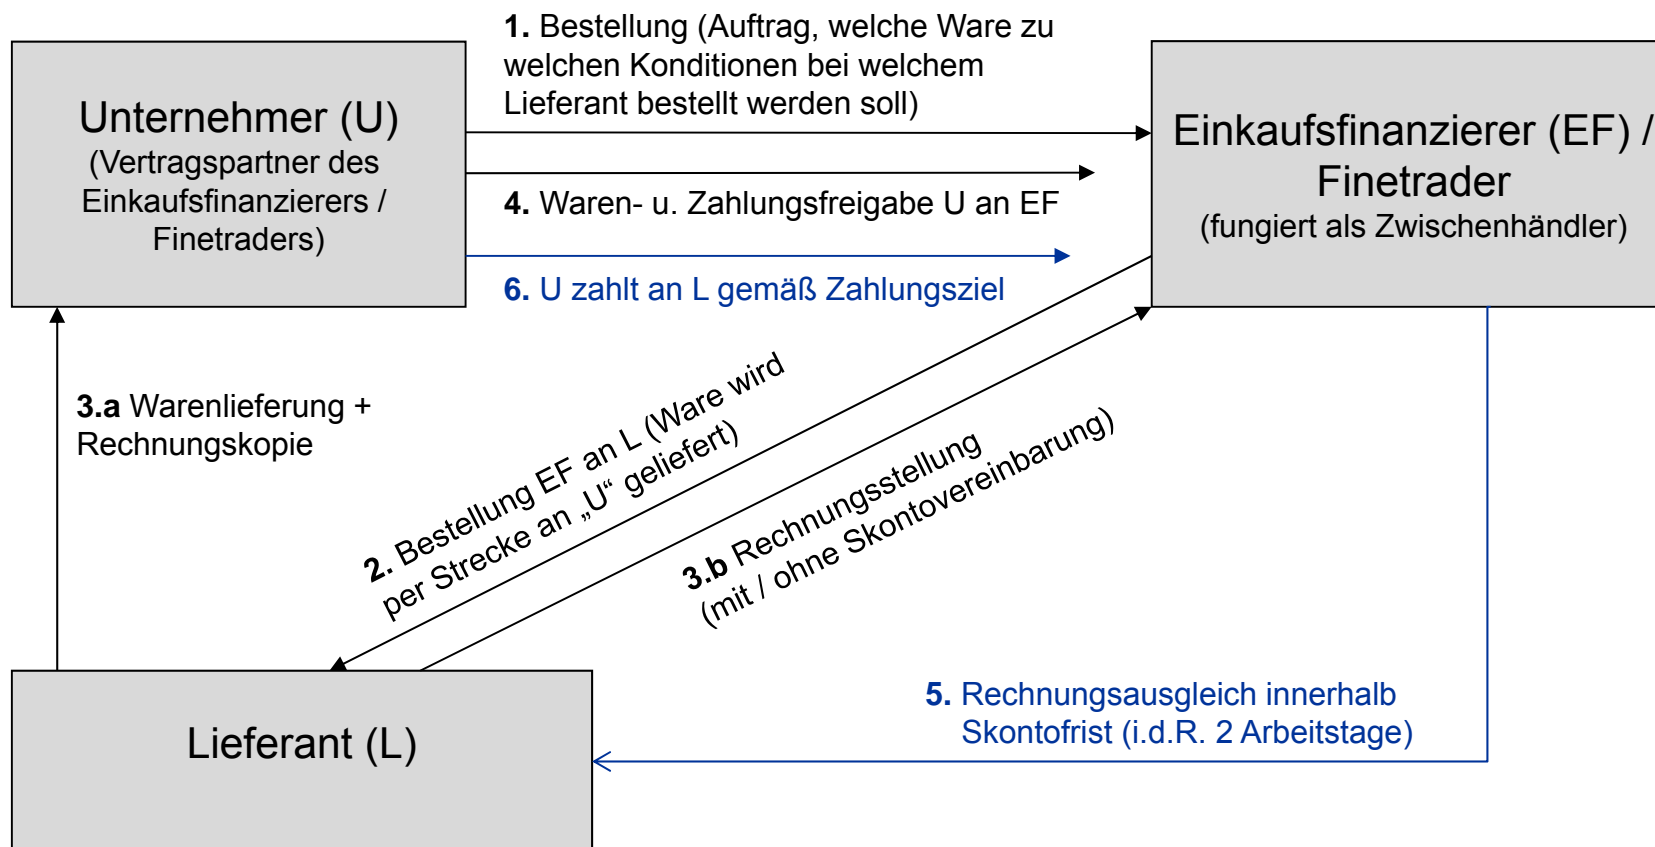 1. Bestellung (Auftrag, welche Ware zu
welchen Konditionen bei welchem
Lieferant bestellt werden soll)
Unternehmer (U)
(Vertragspartner des
Einkaufsfinanzierers /
Finetraders)
Einkaufsfinanzierer (EF) /
Finetrader
(fungiert als Zwischenhändler)
4. Waren- u. Zahlungsfreigabe U an EF
6. U zahlt an L gemäß Zahlungsziel
3.a Warenlieferung +
Rechnungskopie
2. Bestellung EF an L (Ware wird
per Strecke an „U“ geliefert)
3.b Rechnungsstellung
(mit / ohne Skontovereinbarung)
5. Rechnungsausgleich innerhalb
Skontofrist (i.d.R. 2 Arbeitstage)
Lieferant (L)